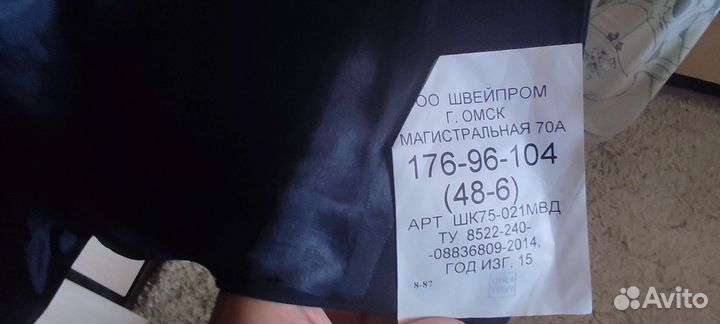 ОО ШВЕЙПРОМ
Г. ОМСК
МАГИСТРАЛЬНАЯ 70А
176-96-104
(48-6)
АРТ ШК75-021МВД
ТУ 8522-240-
-08836809-2014.
ГОД ИЗГ. 15
8-87
Avito